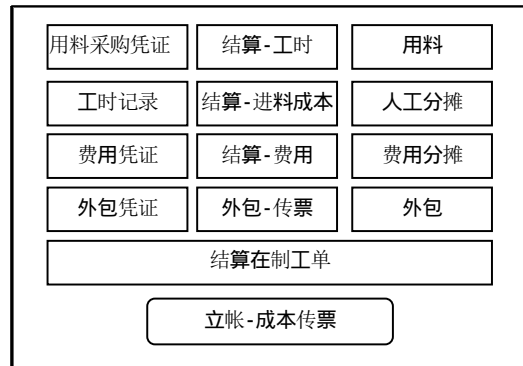 用料采购凭证 结算-工时 用料
工时记录 结算-进料成本 人工分摊
费用凭证 结算-费用 费用分摊
外包凭证 外包-传票 外包
结算在制工单
立帐-成本传票